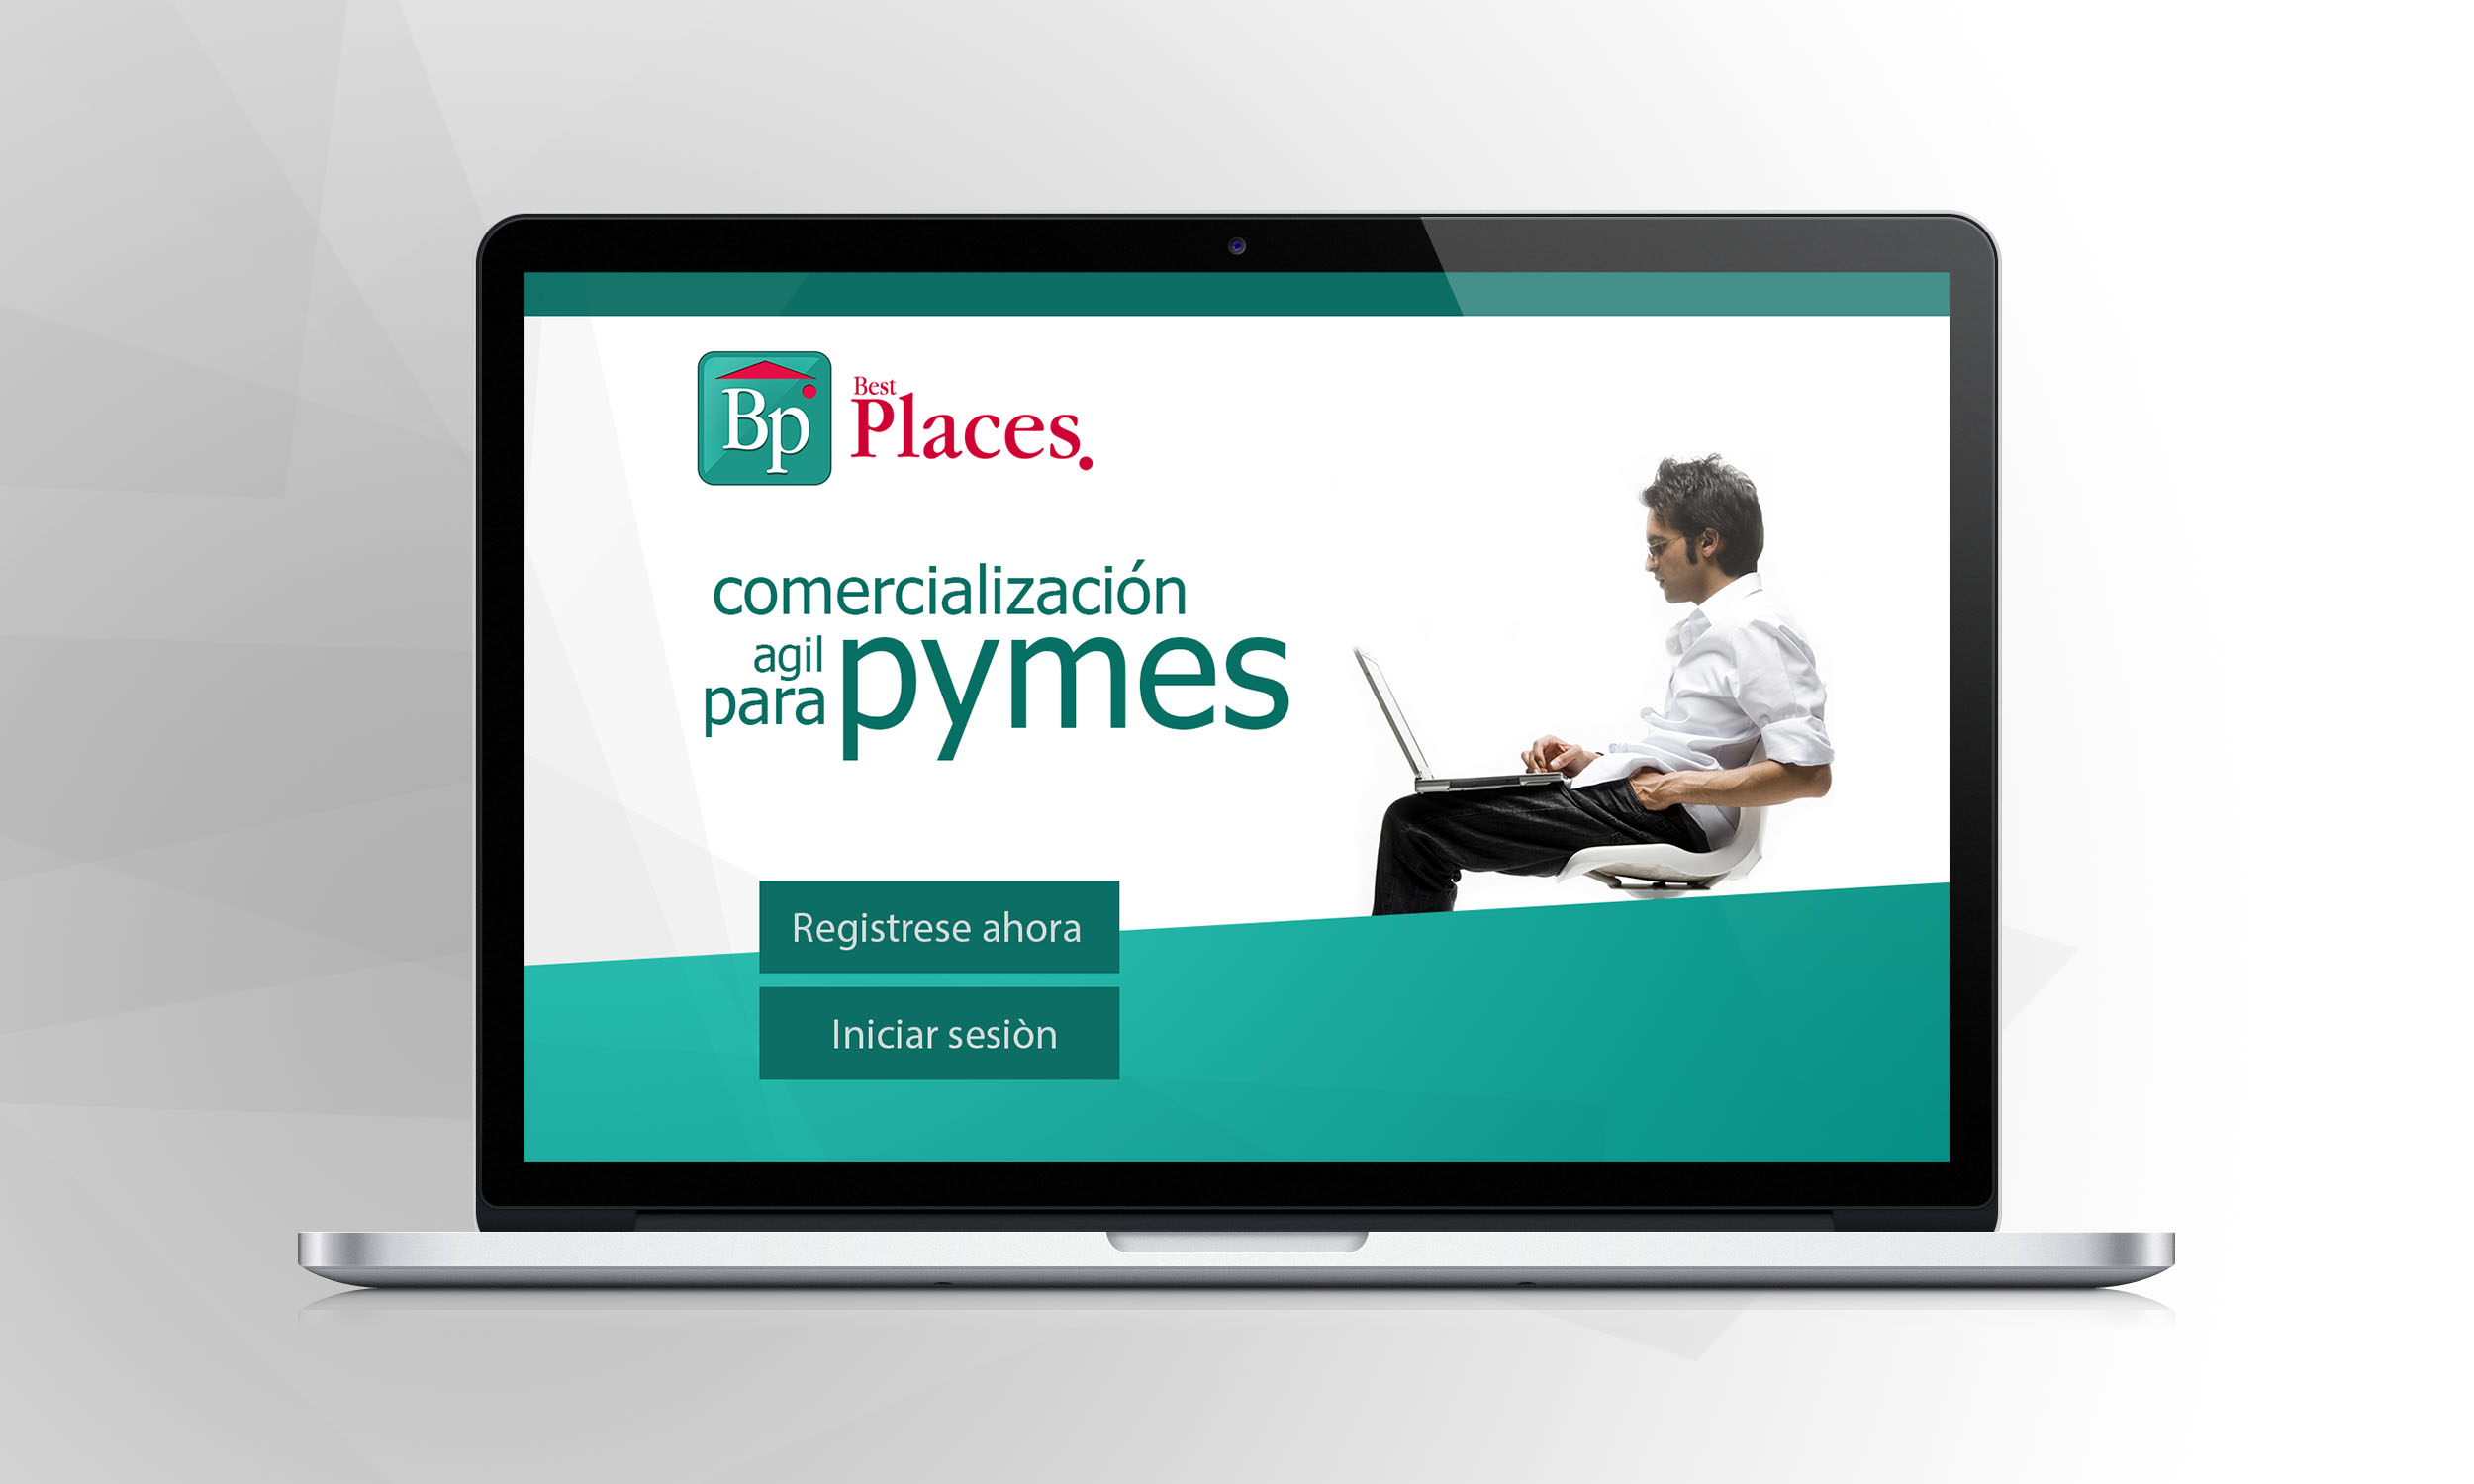 Bp
Best
Places.
comercialización
agil
para pymes
Registrese ahora
Iniciar sesiòn